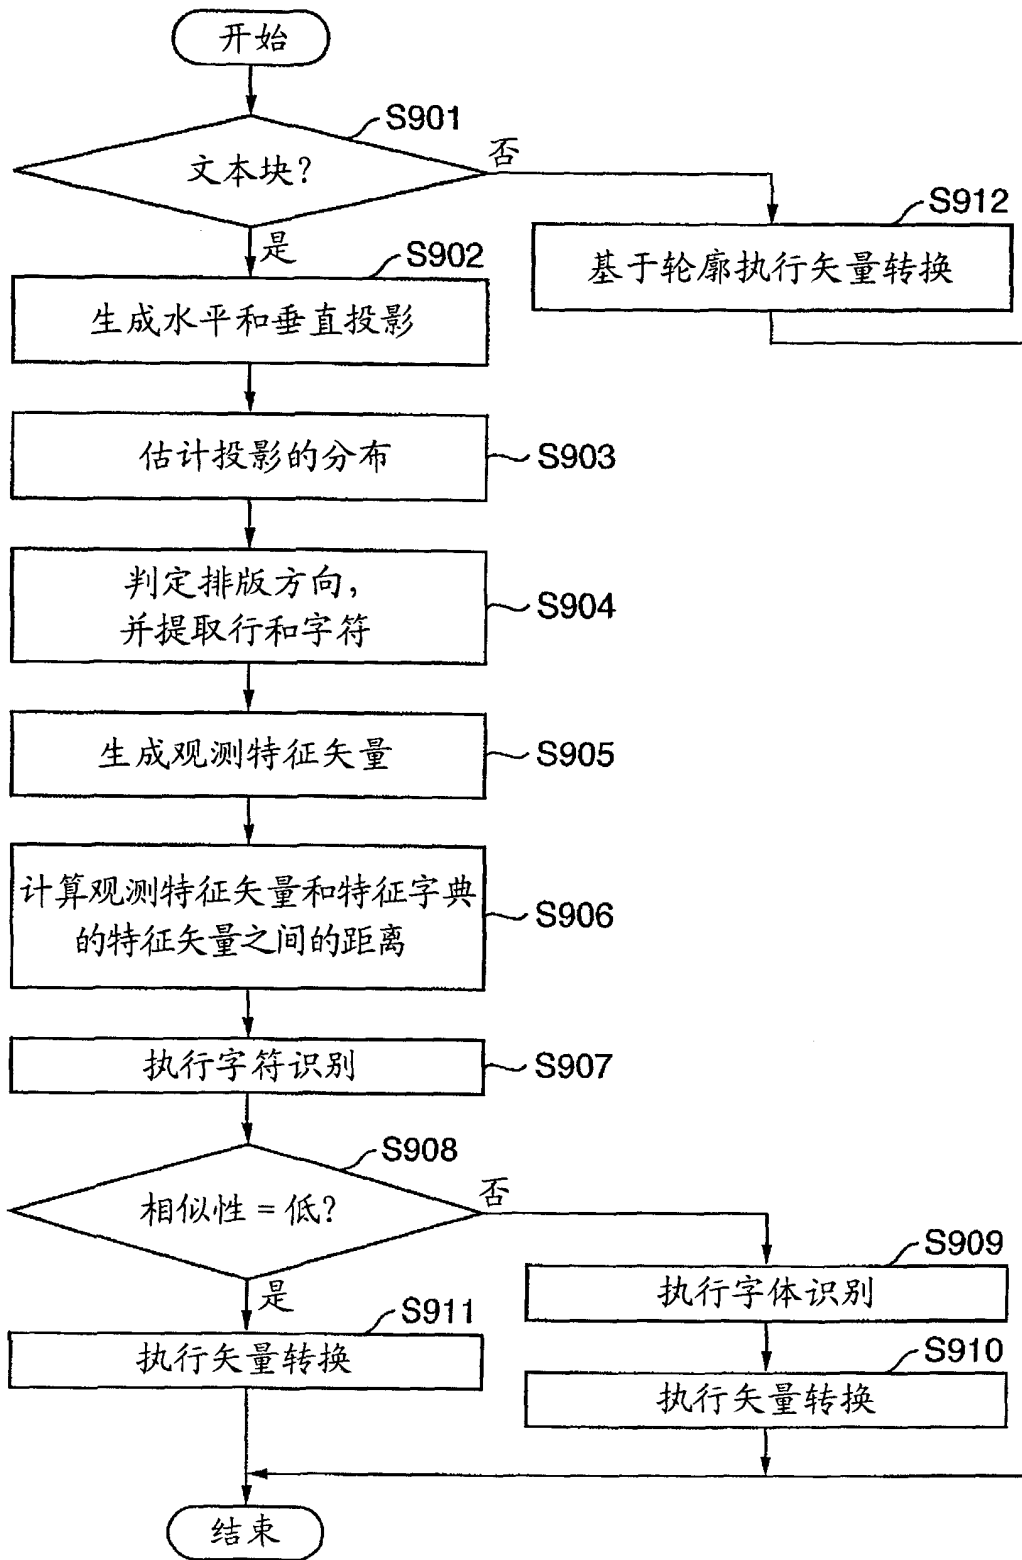 开始
S901
文本块?
否
S912
基于轮廓执行矢量转换
是
S902
生成水平和垂直投影
估计投影的分布
S903
判定排版方向,
并提取行和字符
S904
生成观测特征矢量
S905
计算观测特征矢量和特征字典
的特征矢量之间的距离
S906
执行字符识别
S907
S908
相似性 = 低?
否
S909
执行字体识别
是
S911
执行矢量转换
S910
执行矢量转换
结束